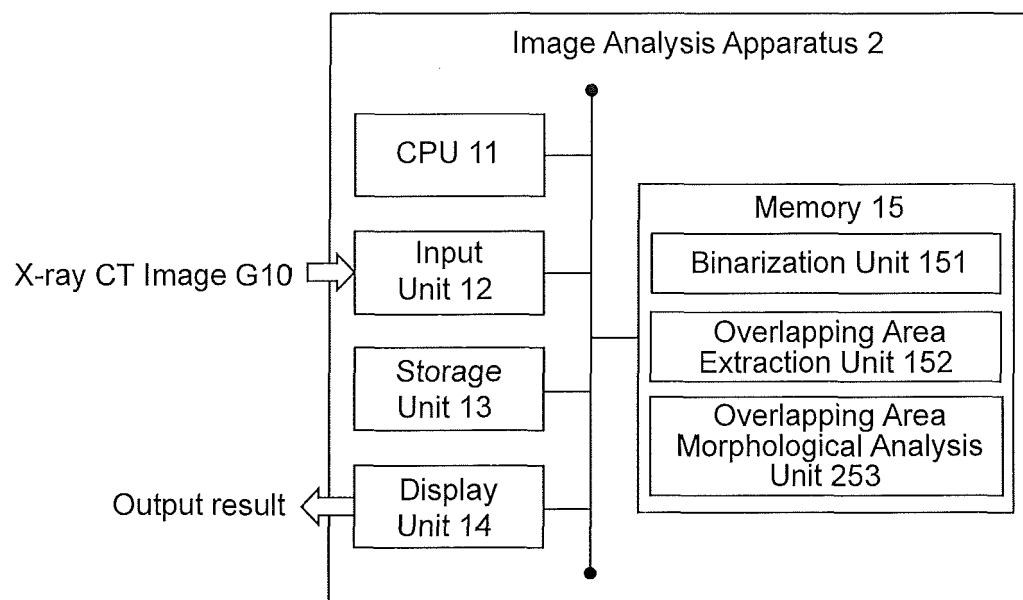 Image Analysis Apparatus 2
CPU 11
X-ray CT Image G10
Input
Unit 12
Storage
Unit 13
Output result
Display
Unit 14
Memory 15
Binarization Unit 151
Overlapping Area
Extraction Unit 152
Overlapping Area
Morphological Analysis
Unit 253